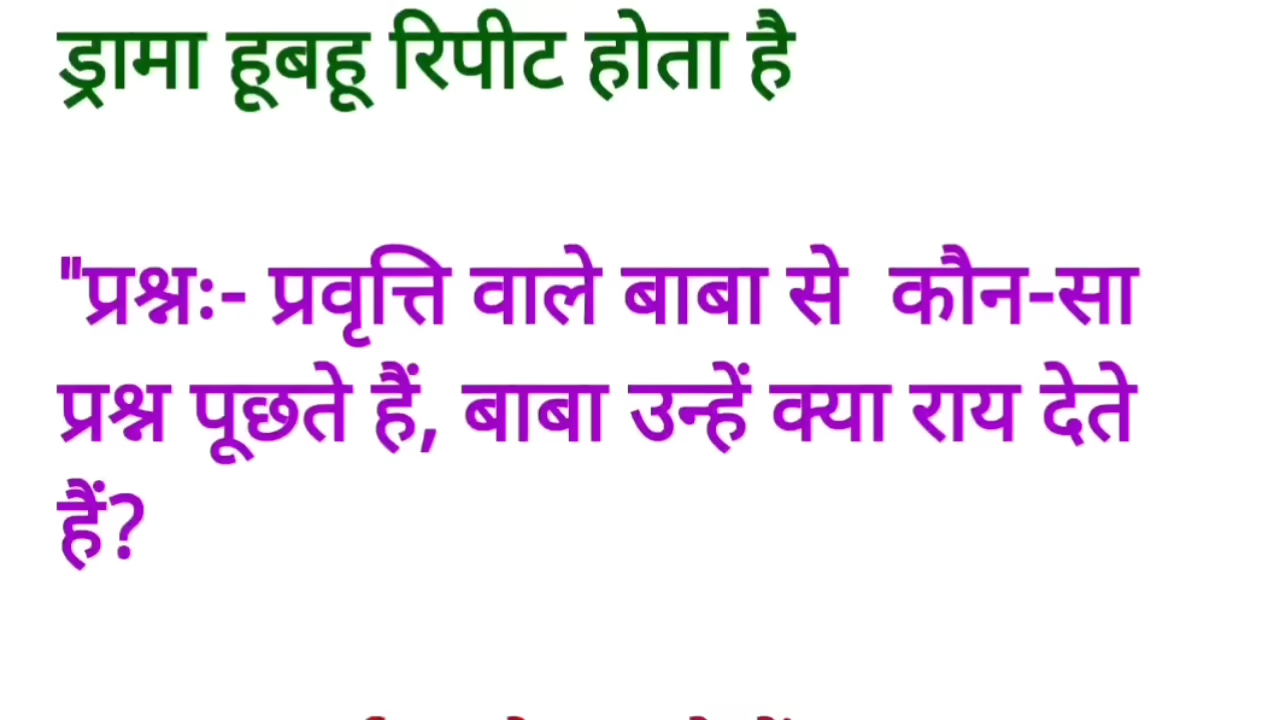 ड्रामा हूबहू रिपीट होता है
"प्रश्नः- प्रवृत्ति वाले बाबा से कौन-सा
प्रश्न पूछते हैं, बाबा उन्हें क्या राय देते
हैं?